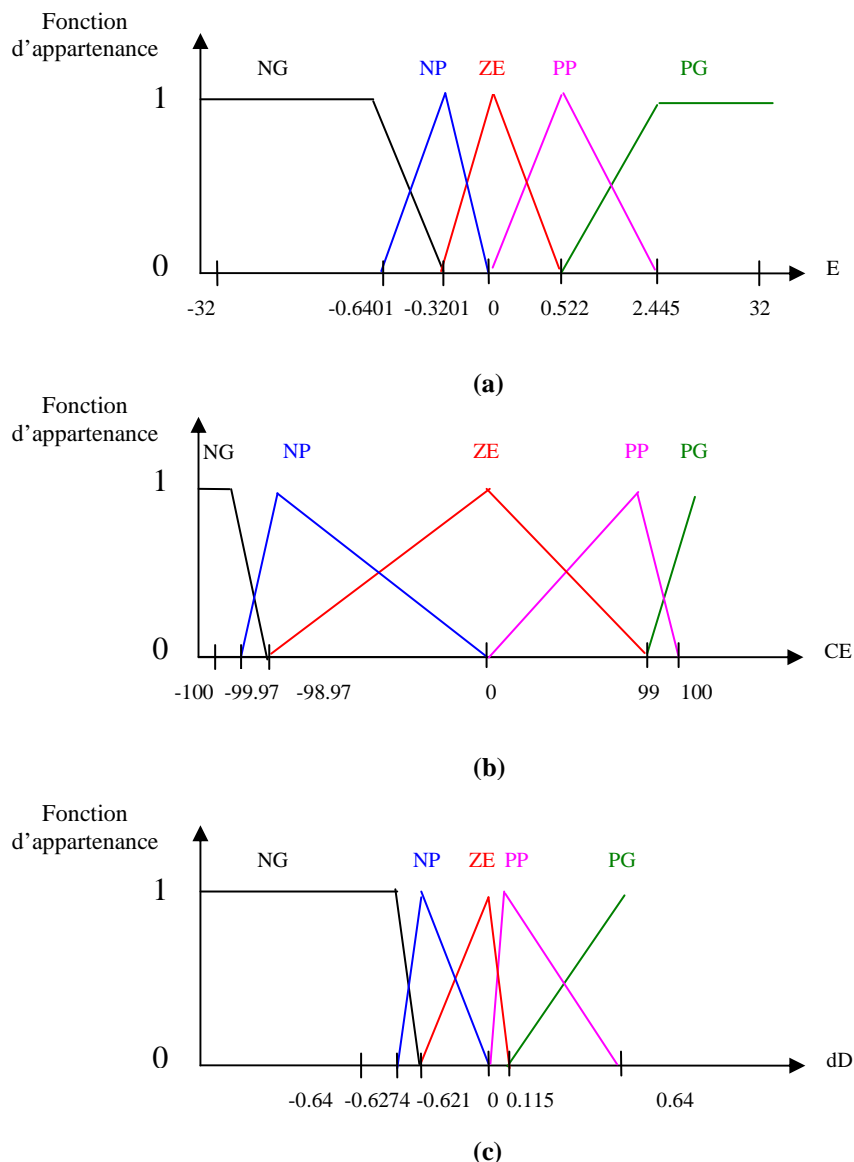 Fonction
d'appartenance
NG NP ZE PP PG
1
0
E
-32 -0.6401 -0.3201 0 0.522 2.445 32
(a)
Fonction
d'appartenance
NG NP ZE PP PG
1
0
CE
-100 -99.97 -98.97 0 99 100
(b)
Fonction
d'appartenance
NG NP ZE PP PG
1
0
dD
-0.64 -0.6274 -0.621 0 0.115 0.64
(c)